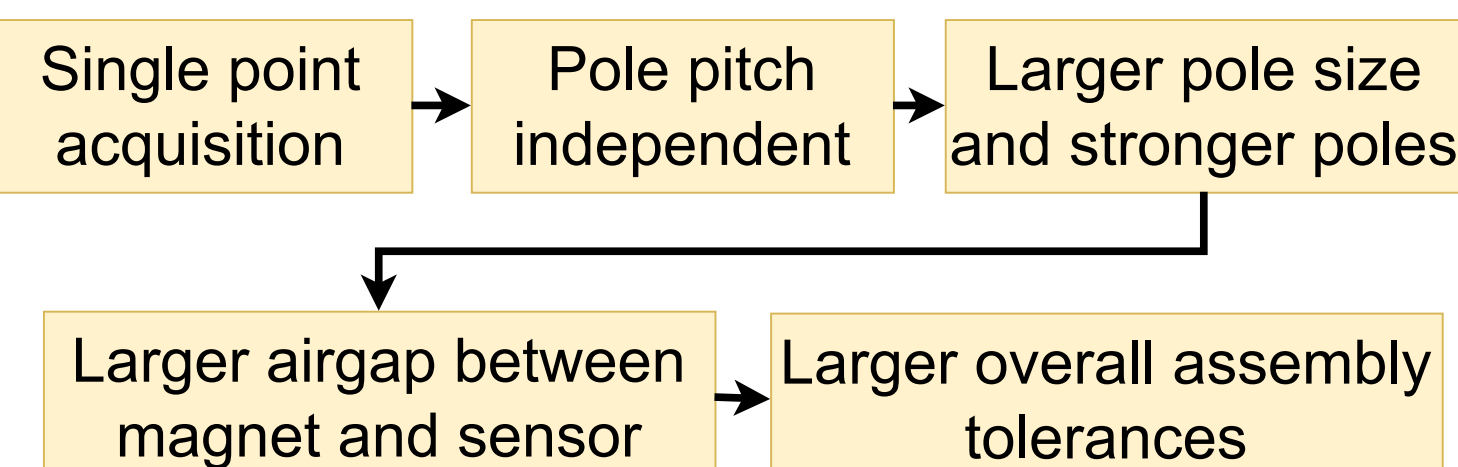 Single point
acquisition
Pole pitch
independent
Larger pole size
and stronger poles
Larger airgap between
magnet and sensor
Larger overall assembly
tolerances